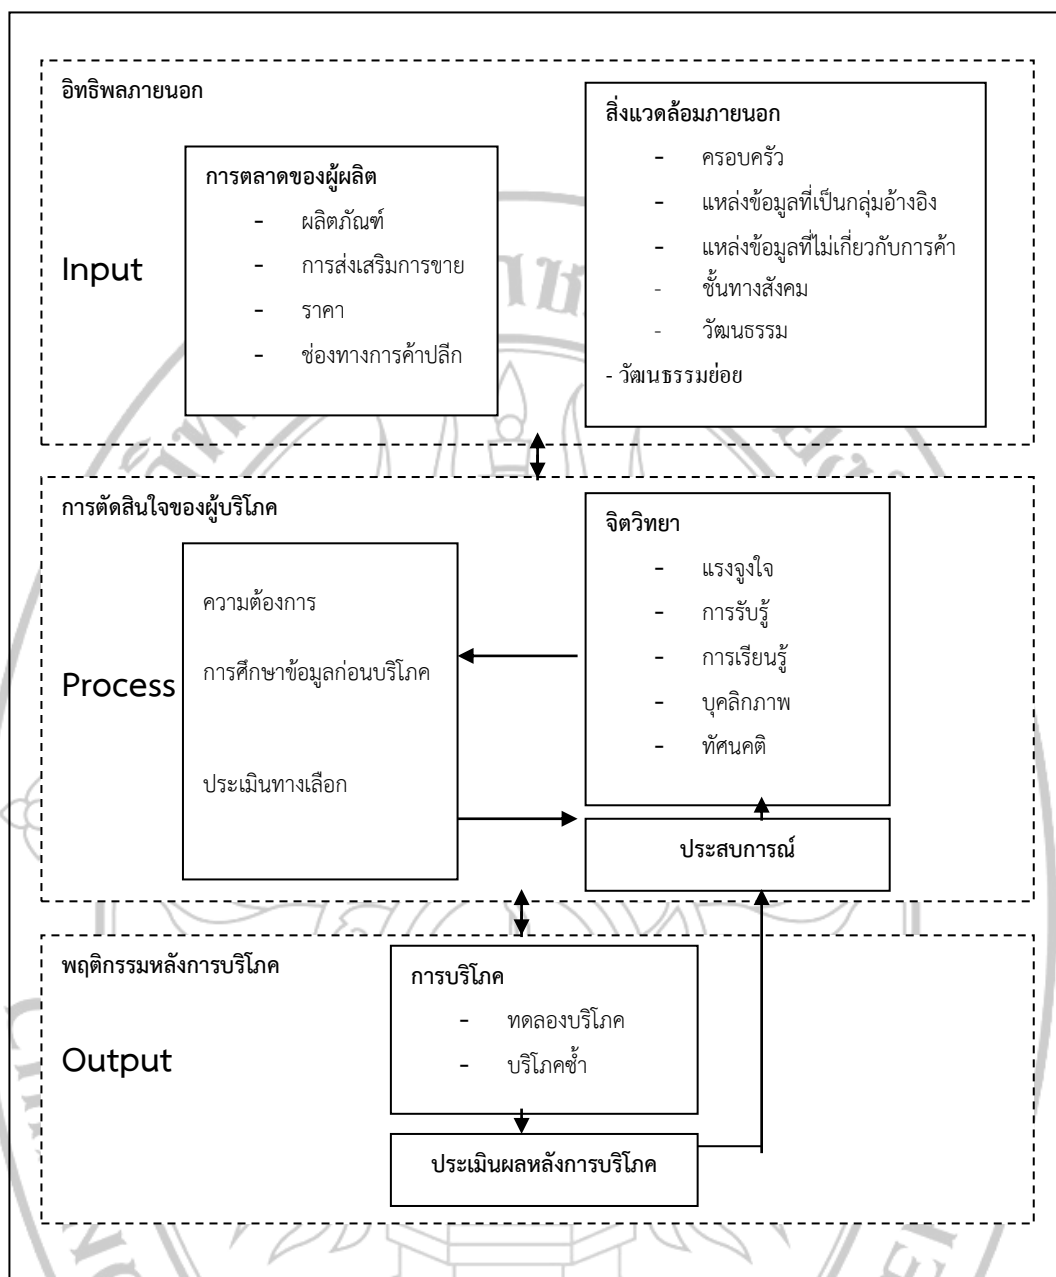 อิทธิพลภายนอก
Input
การตลาดของผู้ผลิต
- ผลิตภัณฑ์
- การส่งเสริมการขาย
- ราคา
- ช่องทางการค้าปลีก
สิ่งแวดล้อมภายนอก
- ครอบครัว
- แหล่งข้อมูลที่เป็นกลุ่มอ้างอิง
- แหล่งข้อมูลที่ไม่เกี่ยวกับการค้า
- ชั้นทางสังคม
- วัฒนธรรม
- วัฒนธรรมย่อย
การตัดสินใจของผู้บริโภค
Process
ความต้องการ
การศึกษาข้อมูลก่อนบริโภค
ประเมินทางเลือก
จิตวิทยา
- แรงจูงใจ
- การรับรู้
- การเรียนรู้
- บุคลิกภาพ
- ทัศนคติ
ประสบการณ์
พฤติกรรมหลังการบริโภค
Output
การบริโภค
- ทดลองบริโภค
- บริโภคซ้ำ
ประเมินผลหลังการบริโภค